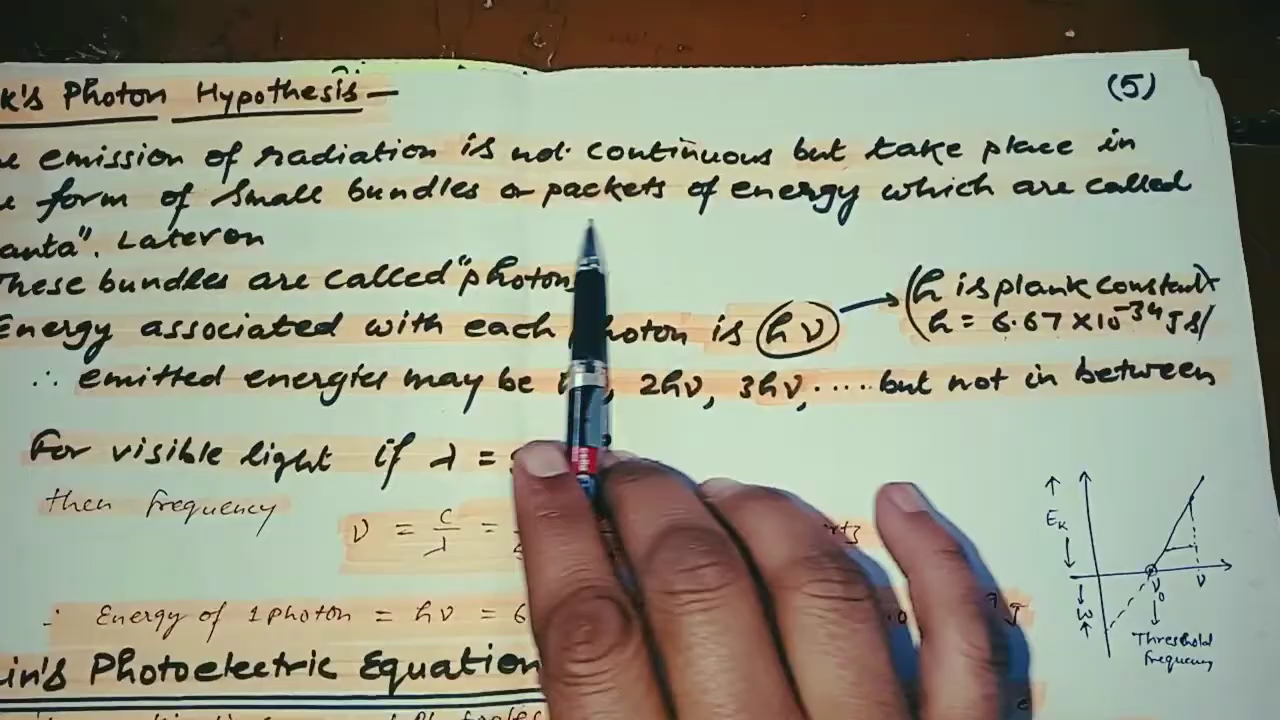 k's Photon Hypothesis—
(5)
e emission of radiation is not continuous but take place in
e form of small bundles or packets of energy which are called
anta". Later on
These bundles are called "photon
Energy associated with each photon is hν
(h is plank constant
h = 6.67 × 10⁻³⁴ J s)
∴ emitted energies may be , 2hν, 3hν, ..... but not in between
For visible light if λ =
then frequency
ν = c/λ =
∴ Energy of 1 photon = hν = 6
J
in's Photoelectric Equation
↑ E_K ↓
↓ W ↑
ν₀
ν
Threshold
frequency